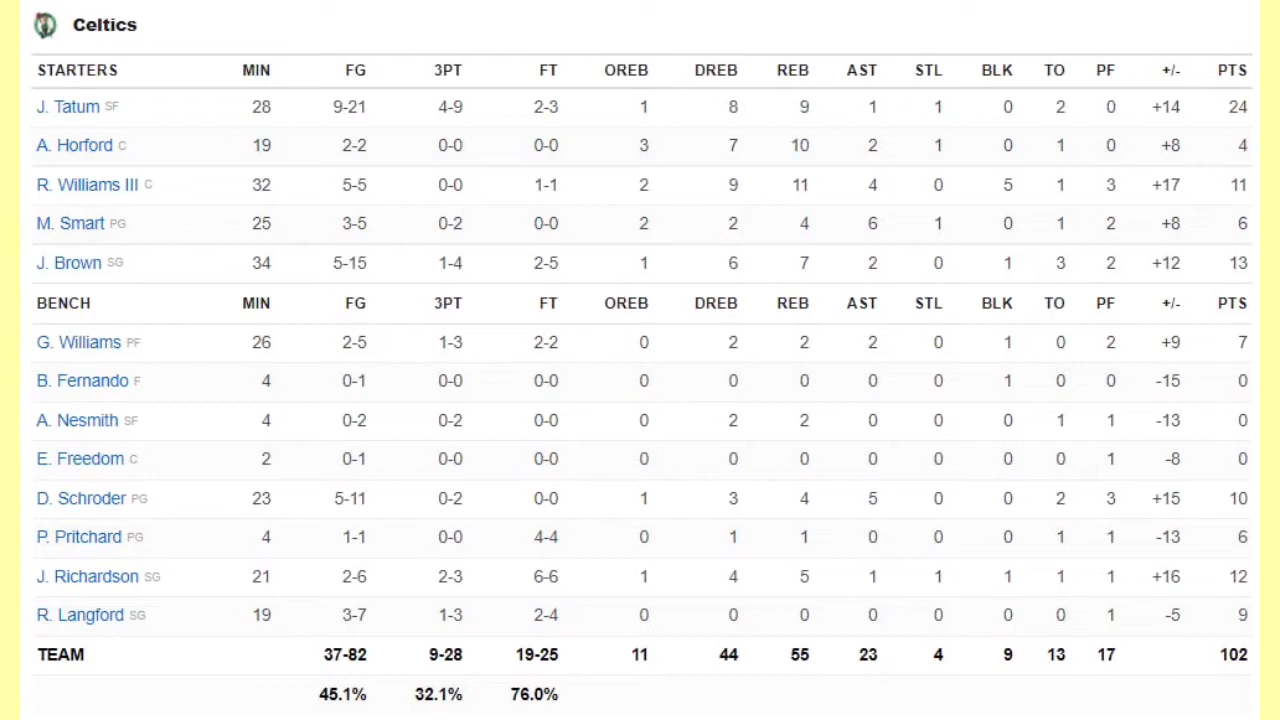 Celtics
STARTERS MIN FG 3PT FT OREB DREB REB AST STL BLK TO PF +/- PTS
J. Tatum SF 28 9-21 4-9 2-3 1 8 9 1 1 0 2 0 +14 24
A. Horford C 19 2-2 0-0 0-0 3 7 10 2 1 0 1 0 +8 4
R. Williams III C 32 5-5 0-0 1-1 2 9 11 4 0 5 1 3 +17 11
M. Smart PG 25 3-5 0-2 0-0 2 2 4 6 1 0 1 2 +8 6
J. Brown SG 34 5-15 1-4 2-5 1 6 7 2 0 1 3 2 +12 13
BENCH MIN FG 3PT FT OREB DREB REB AST STL BLK TO PF +/- PTS
G. Williams PF 26 2-5 1-3 2-2 0 2 2 2 0 1 0 2 +9 7
B. Fernando F 4 0-1 0-0 0-0 0 0 0 0 0 1 0 0 -15 0
A. Nesmith SF 4 0-2 0-2 0-0 0 2 2 0 0 0 1 1 -13 0
E. Freedom C 2 0-1 0-0 0-0 0 0 0 0 0 0 0 1 -8 0
D. Schroder PG 23 5-11 0-2 0-0 1 3 4 5 0 0 2 3 +15 10
P. Pritchard PG 4 1-1 0-0 4-4 0 1 1 0 0 0 1 1 -13 6
J. Richardson SG 21 2-6 2-3 6-6 1 4 5 1 1 1 1 1 +16 12
R. Langford SG 19 3-7 1-3 2-4 0 0 0 0 0 0 0 1 -5 9
TEAM 37-82 9-28 19-25 11 44 55 23 4 9 13 17 102
45.1% 32.1% 76.0%